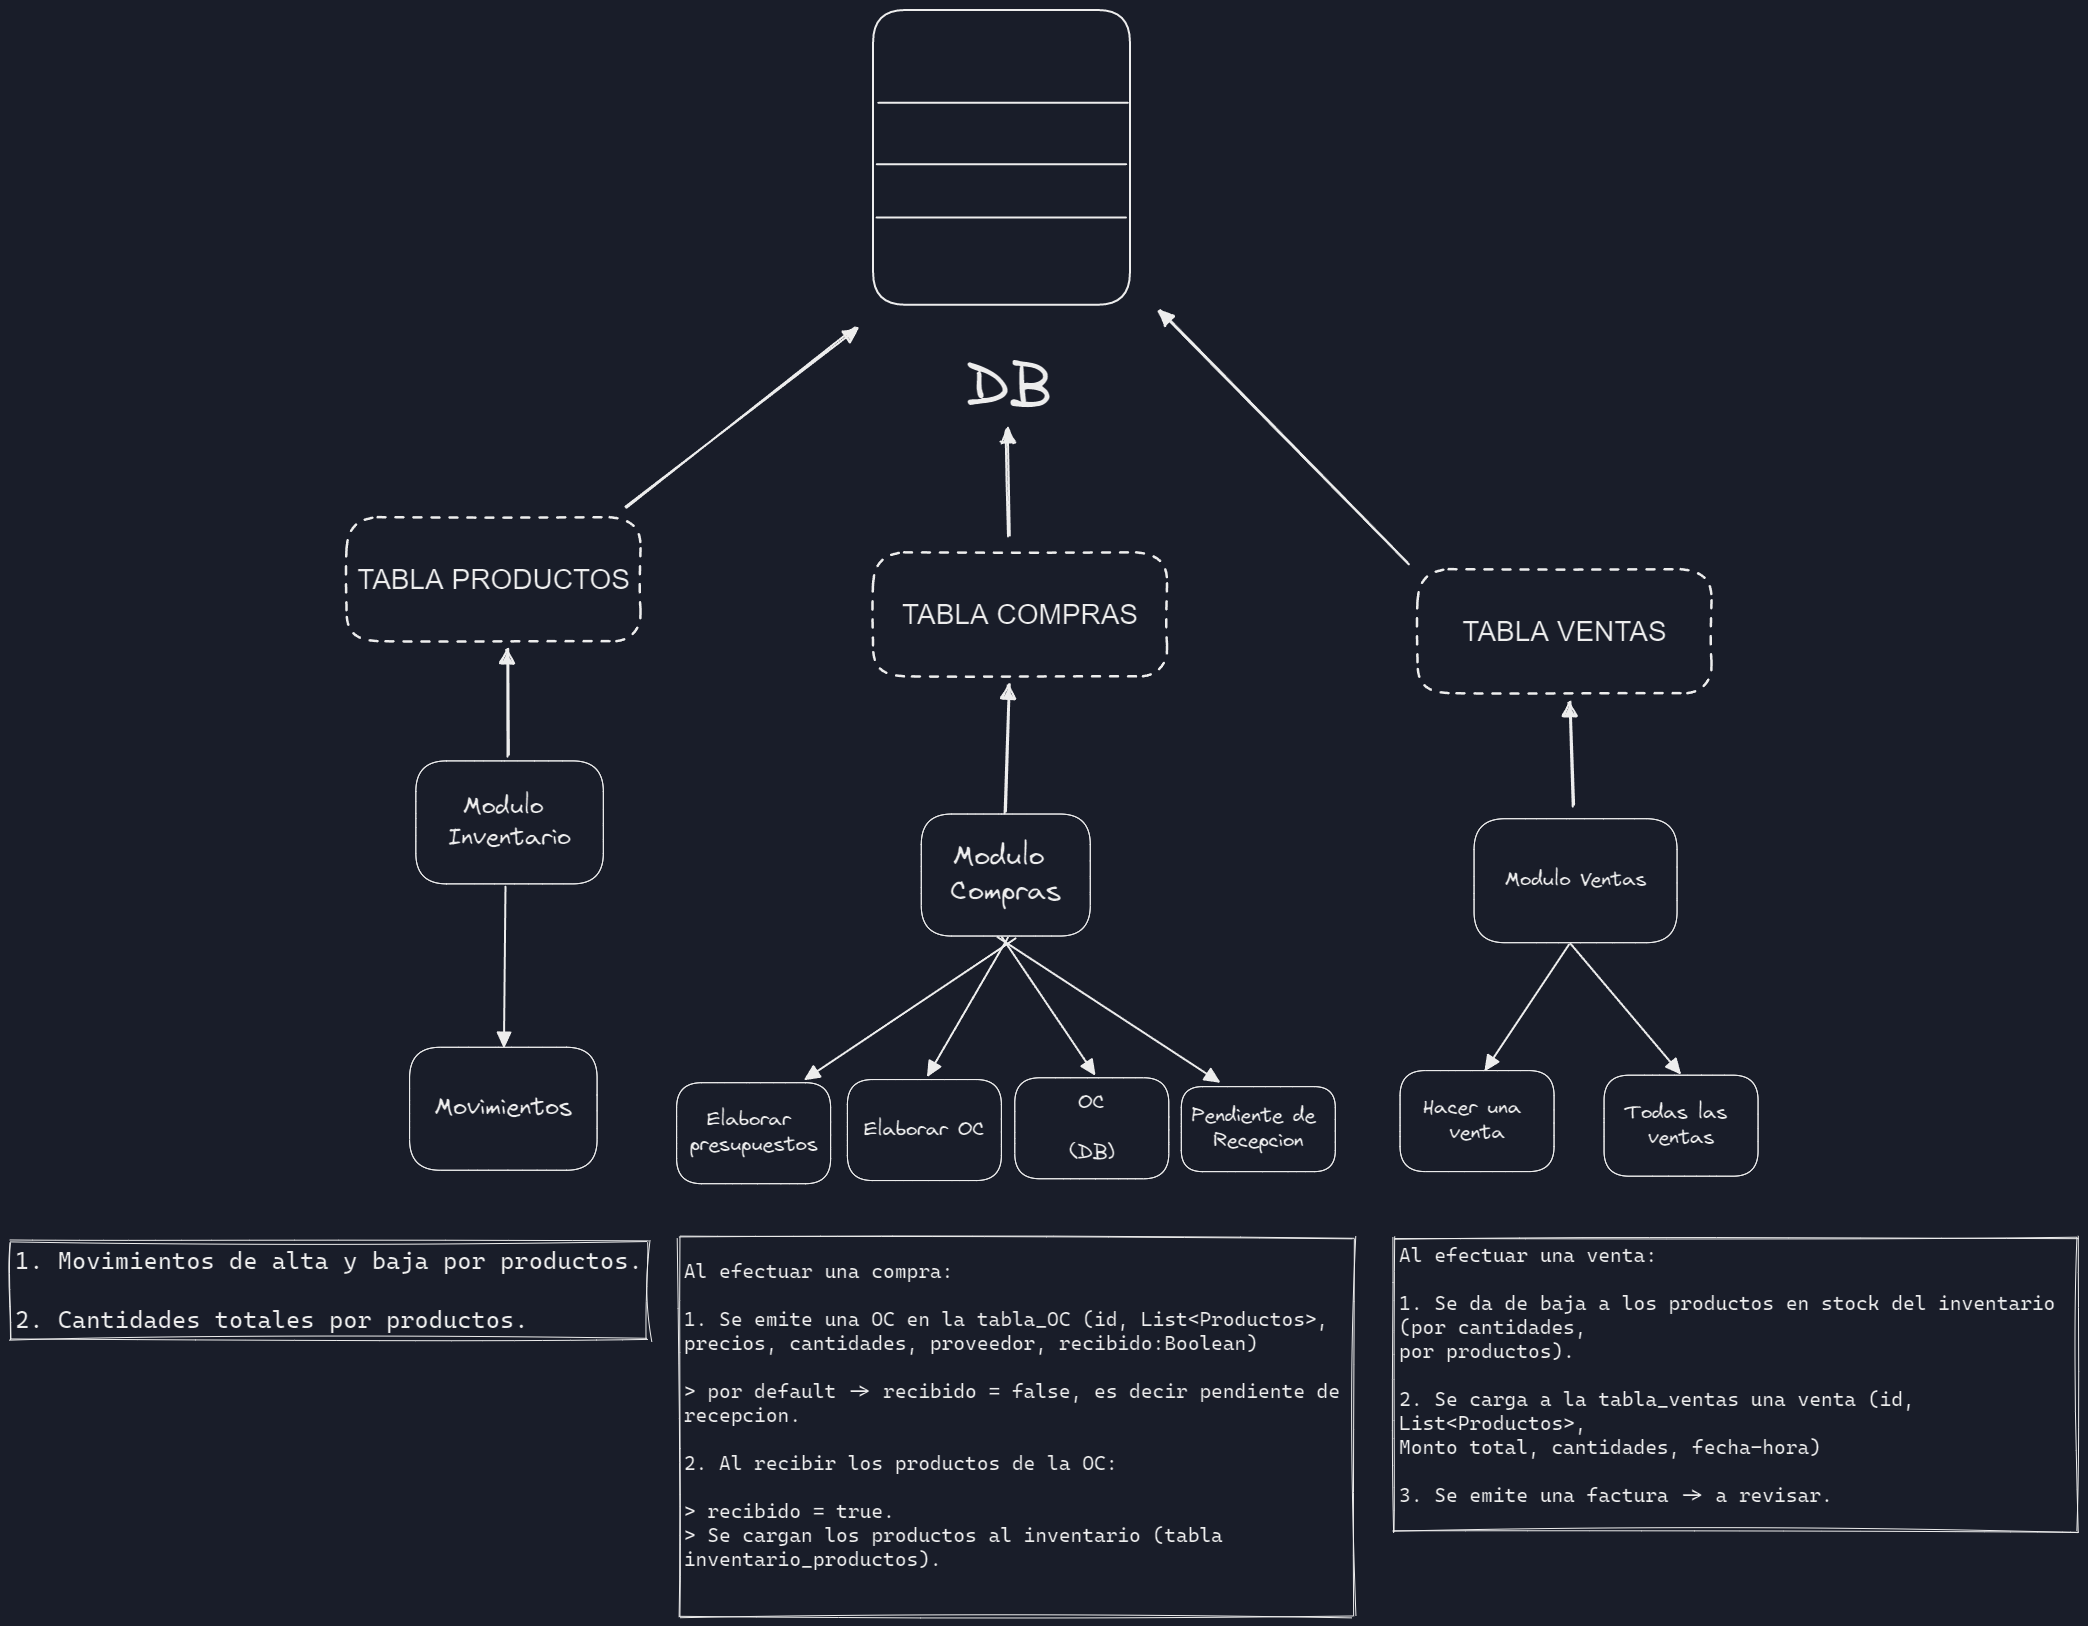 DB
TABLA PRODUCTOS
TABLA COMPRAS
TABLA VENTAS
Modulo
Inventario
Modulo
Compras
Modulo Ventas
Movimientos
Elaborar
presupuestos
Elaborar OC
OC
(DB)
Pendiente de
Recepcion
Hacer una
venta
Todas las
ventas
1. Movimientos de alta y baja por productos.
2. Cantidades totales por productos.
Al efectuar una compra:
1. Se emite una OC en la tabla_OC (id, List<Productos>,
precios, cantidades, proveedor, recibido:Boolean)
> por default -> recibido = false, es decir pendiente de
recepcion.
2. Al recibir los productos de la OC:
> recibido = true.
> Se cargan los productos al inventario (tabla
inventario_productos).
Al efectuar una venta:
1. Se da de baja a los productos en stock del inventario
(por cantidades,
por productos).
2. Se carga a la tabla_ventas una venta (id,
List<Productos>,
Monto total, cantidades, fecha-hora)
3. Se emite una factura -> a revisar.